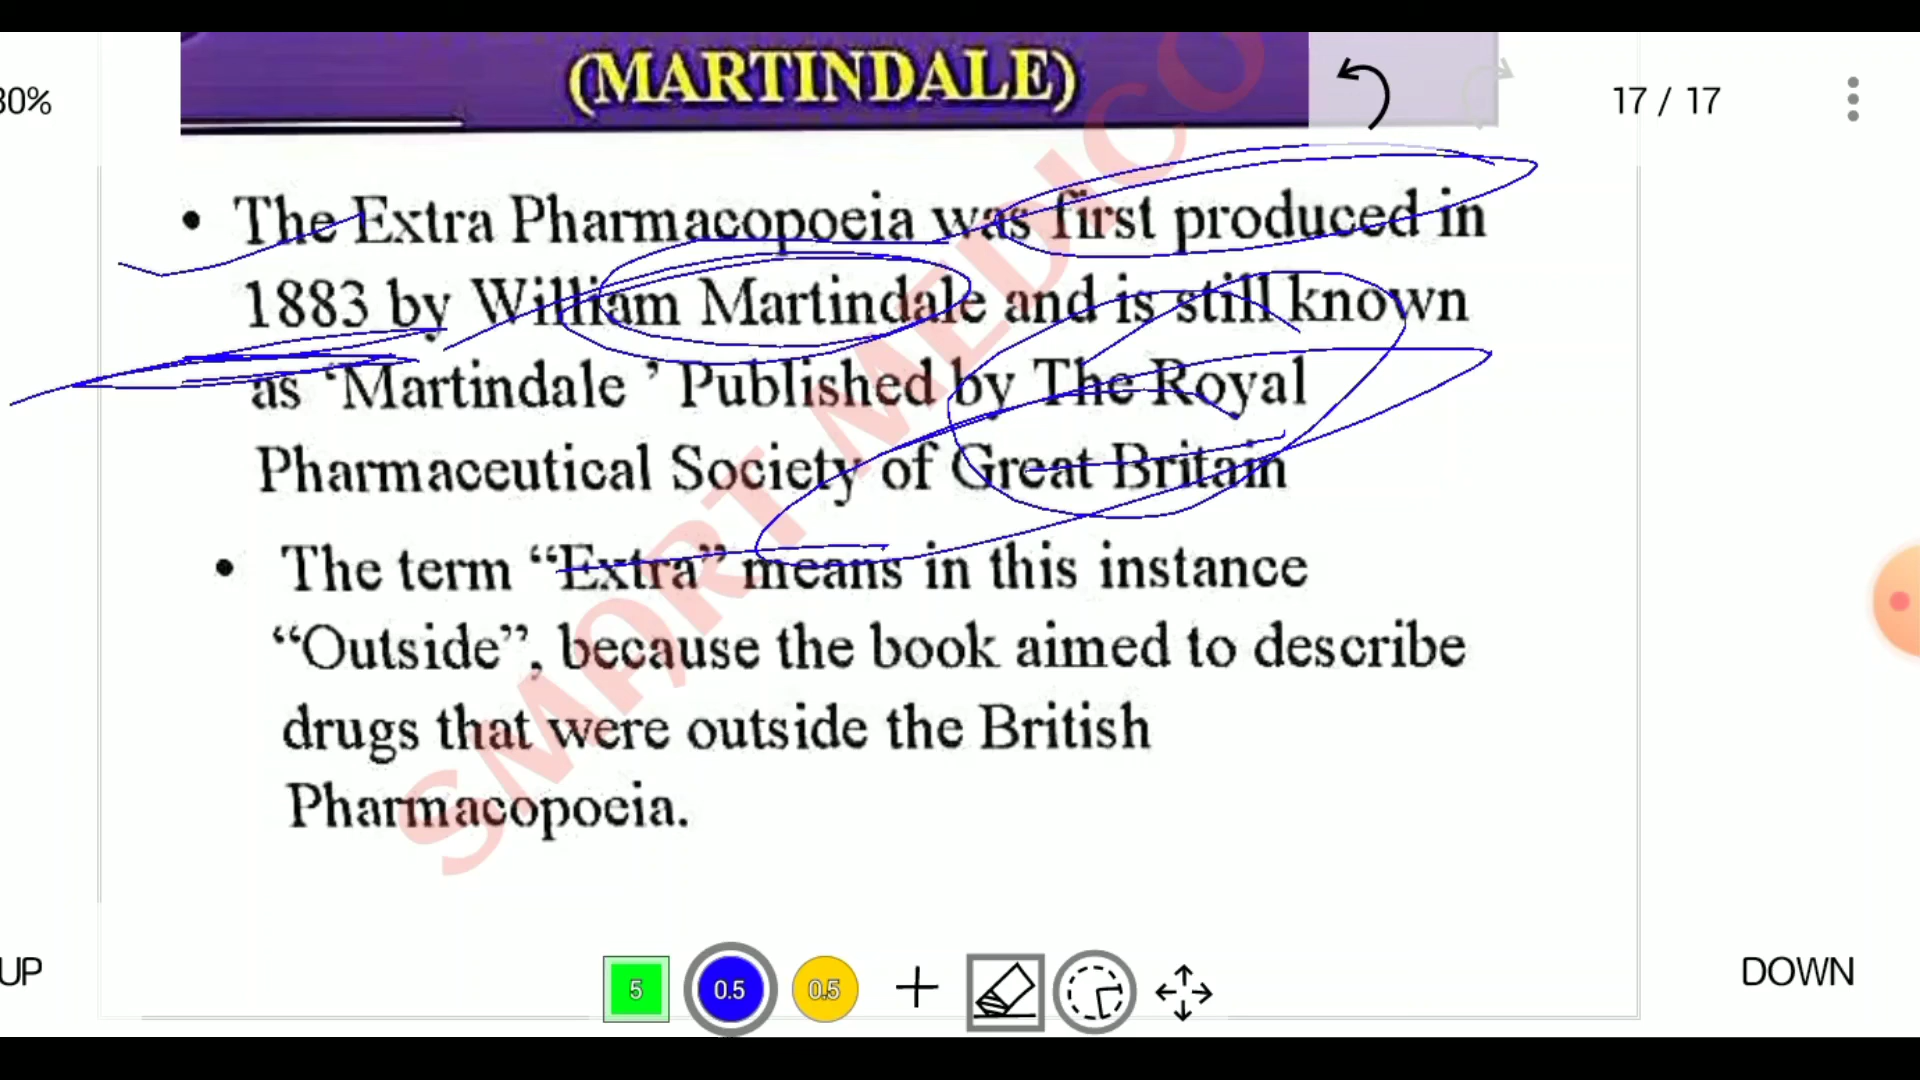 (MARTINDALE)
30%
17 / 17
• The Extra Pharmacopoeia was first produced in
1883 by William Martindale and is still known
as ‘Martindale ’ Published by The Royal
Pharmaceutical Society of Great Britain
• The term “Extra” means in this instance
“Outside”, because the book aimed to describe
drugs that were outside the British
Pharmacopoeia.
SMART MEDICO
UP
DOWN
5
0.5
0.5